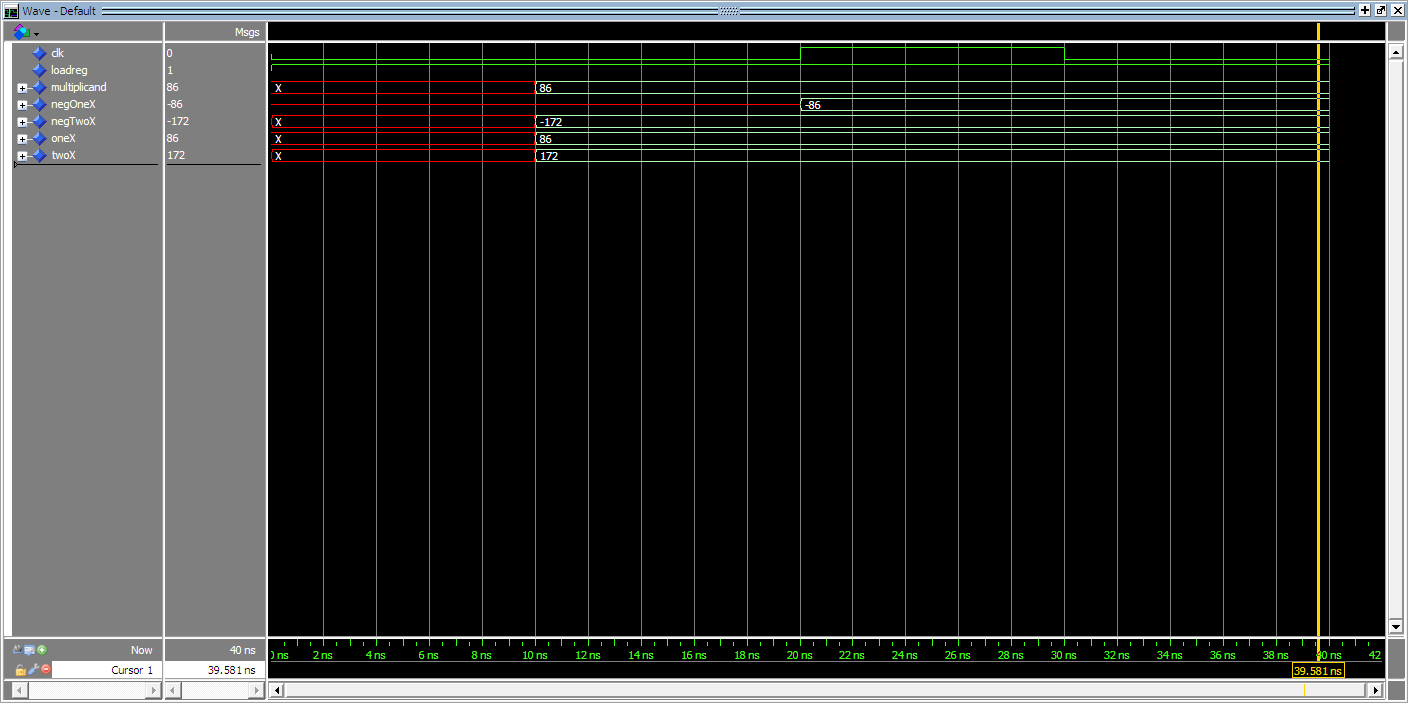 Wave - Default
Msgs
clk 0
loadreg 1
multiplicand 86 X 86
negOneX -86 -86
negTwoX -172 X -172
oneX 86 X 86
twoX 172 X 172
Now 40 ns 0 ns 2 ns 4 ns 6 ns 8 ns 10 ns 12 ns 14 ns 16 ns 18 ns 20 ns 22 ns 24 ns 26 ns 28 ns 30 ns 32 ns 34 ns 36 ns 38 ns 40 ns 42
Cursor 1 39.581 ns 39.581 ns